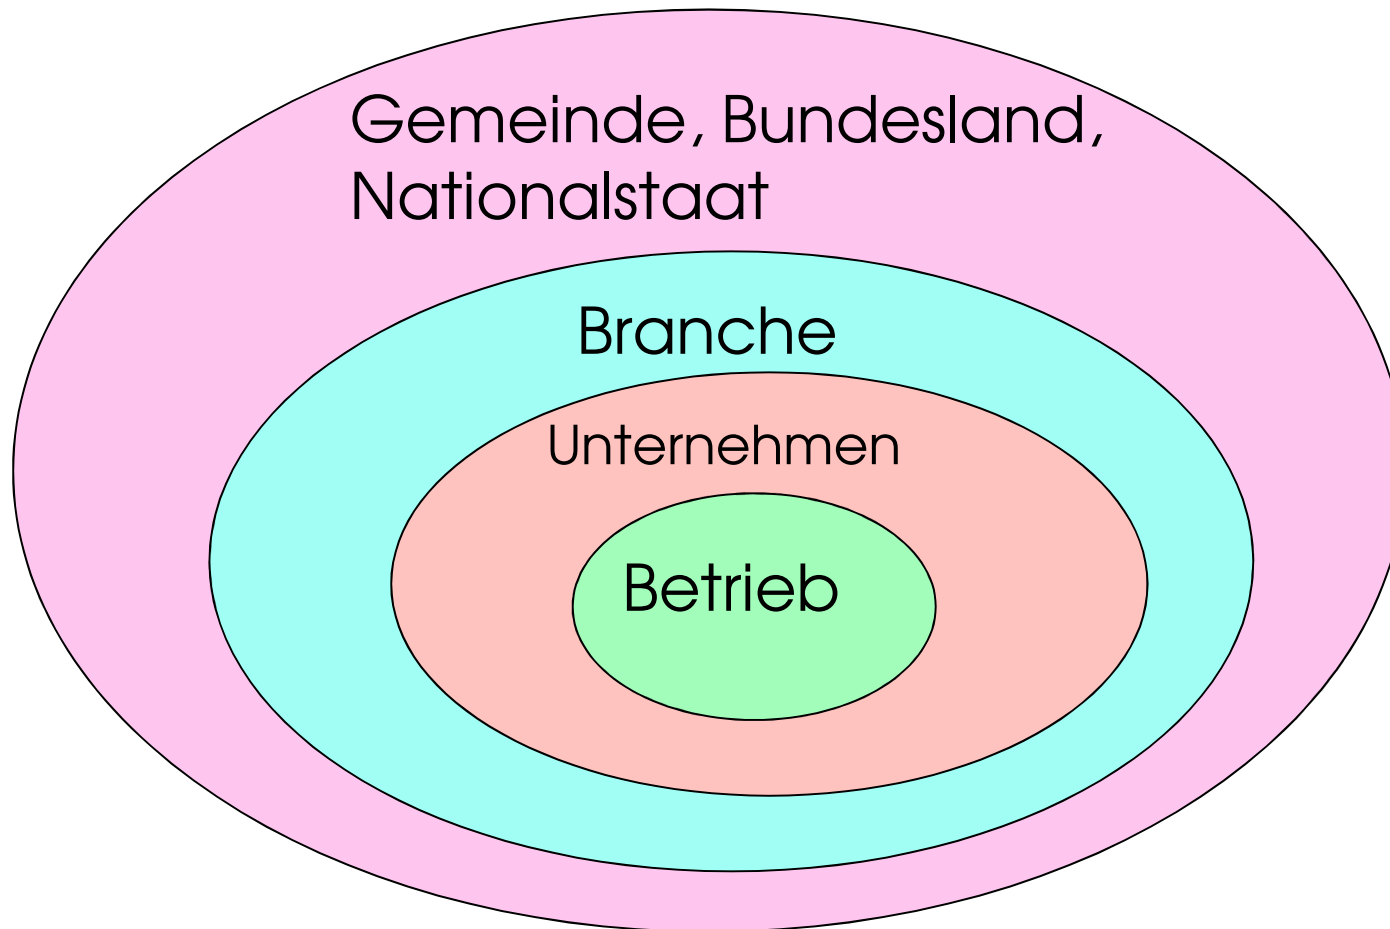 Gemeinde, Bundesland,
Nationalstaat
Branche
Unternehmen
Betrieb